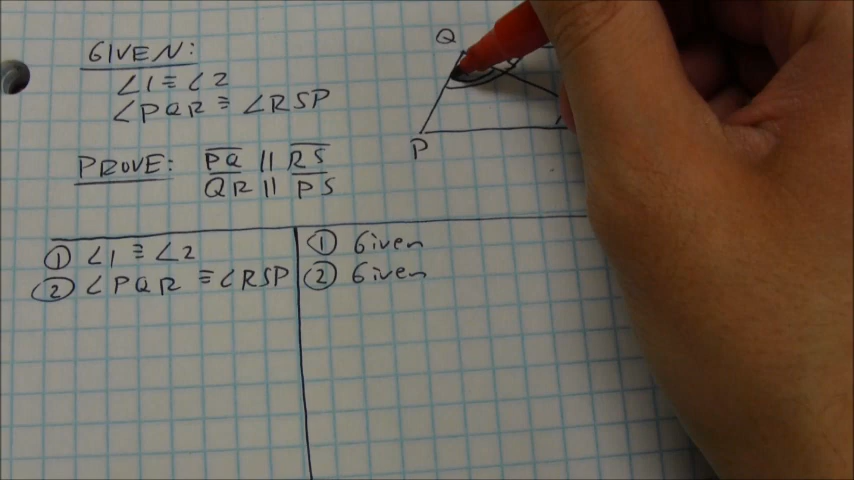 GIVEN:
∠1 ≅ ∠2
∠PQR ≅ ∠RSP
PROVE: PQ || RS
QR || PS
① ∠1 ≅ ∠2
② ∠PQR ≅ ∠RSP
① Given
② Given
Q
P